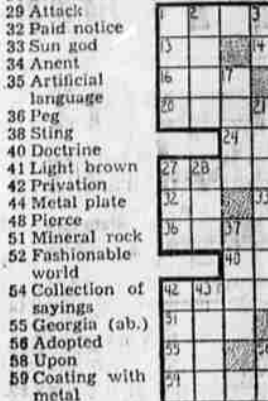 29 Attack
32 Paid notice
33 Sun god
34 Anent
35 Artificial
language
36 Peg
38 Sting
40 Doctrine
41 Light brown
42 Privation
44 Metal plate
48 Pierce
51 Mineral rock
52 Fashionable
world
54 Collection of
sayings
55 Georgia (ab.)
56 Adopted
58 Upon
59 Coating with
metal
1 2 3
13 14
16 17
20 21
24
27 28
32 33
36 37
40
42 43
51
55 56
59